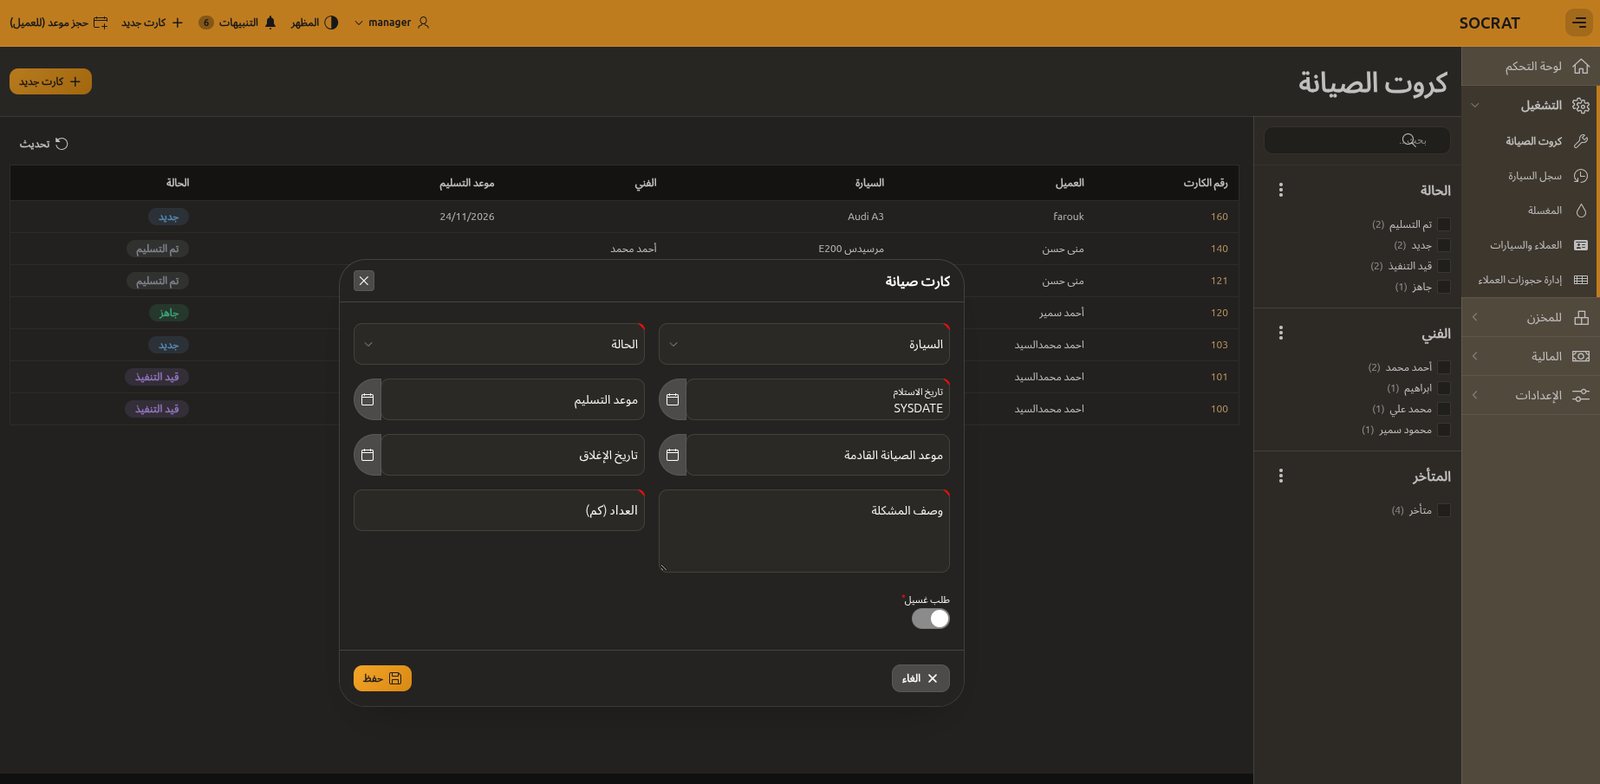 SOCRAT
manager
المظهر
التنبيهات 6
كارت جديد
حجز موعد (للعميل)
لوحة التحكم
التشغيل
كروت الصيانة
سجل السيارة
المغسلة
العملاء والسيارات
إدارة حجوزات العملاء
للمخزن
المالية
الإعدادات
كروت الصيانة
كارت جديد
تحديث
الحالة
تم التسليم (2)
جديد (2)
قيد التنفيذ (2)
جاهز (1)
الفني
أحمد محمد (2)
ابراهيم (1)
محمد علي (1)
محمود سمير (1)
المتأخر
متأخر (4)
رقم الكارت العميل السيارة الفني موعد التسليم الحالة
160 farouk Audi A3 24/11/2026 جديد
140 منى حسن مرسيدس E200 أحمد محمد تم التسليم
121 منى حسن تم التسليم
120 أحمد سمير جاهز
103 احمد محمدالسيد جديد
101 احمد محمدالسيد قيد التنفيذ
100 احمد محمدالسيد قيد التنفيذ
كارت صيانة
السيارة الحالة
تاريخ الاستلام
SYSDATE
موعد التسليم
موعد الصيانة القادمة تاريخ الإغلاق
وصف المشكلة العداد (كم)
طلب غسيل*
الغاء حفظ